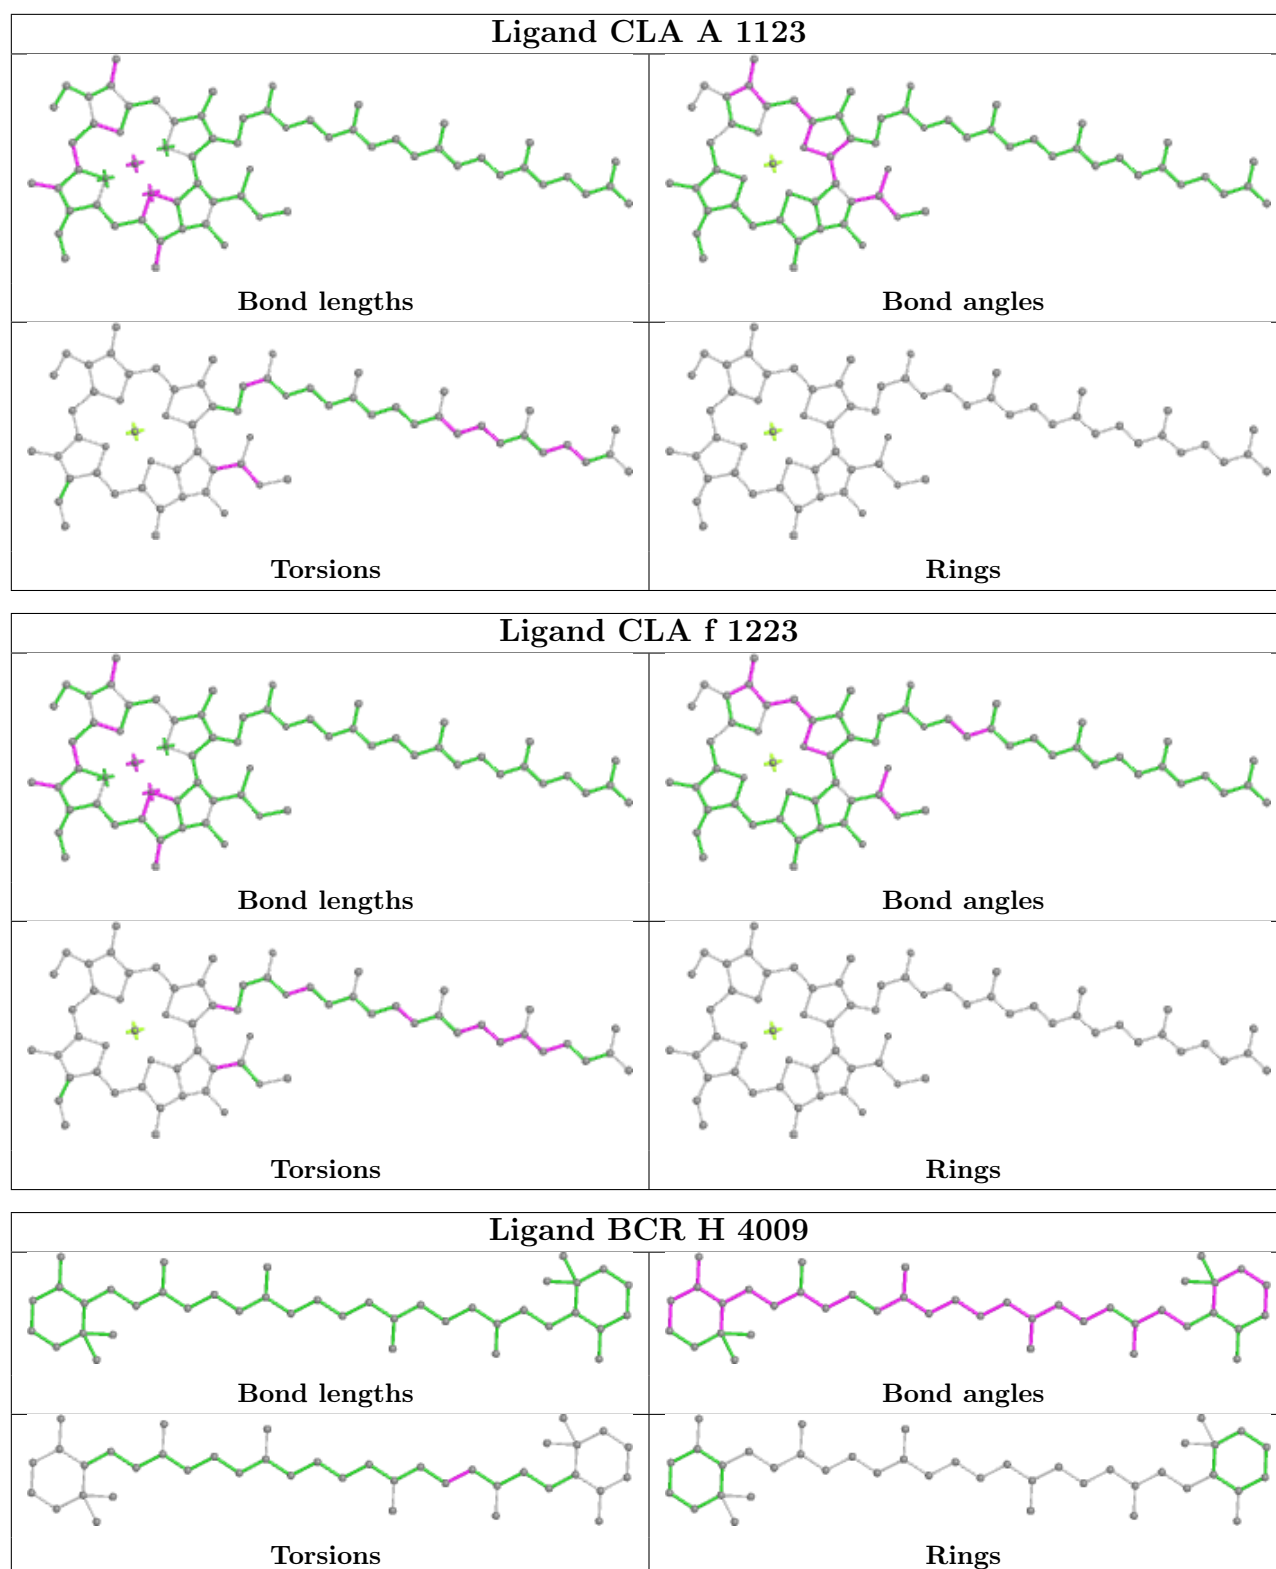 Ligand CLA A 1123
Bond lengths
Bond angles
Torsions
Rings
Ligand CLA f 1223
Bond lengths
Bond angles
Torsions
Rings
Ligand BCR H 4009
Bond lengths
Bond angles
Torsions
Rings